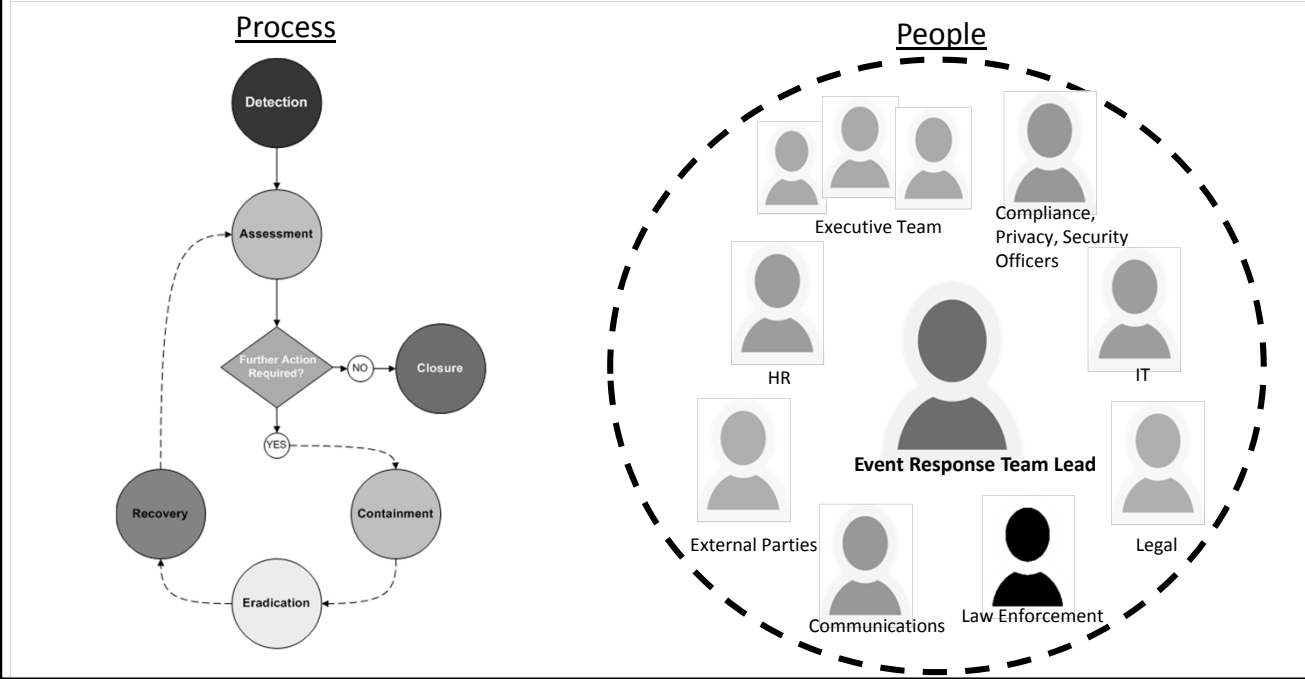 Process
Detection
Assessment
Further Action
Required?
NO
Closure
YES
Recovery
Containment
Eradication
People
Executive Team
Compliance,
Privacy, Security
Officers
HR
IT
Event Response Team Lead
External Parties
Legal
Communications
Law Enforcement